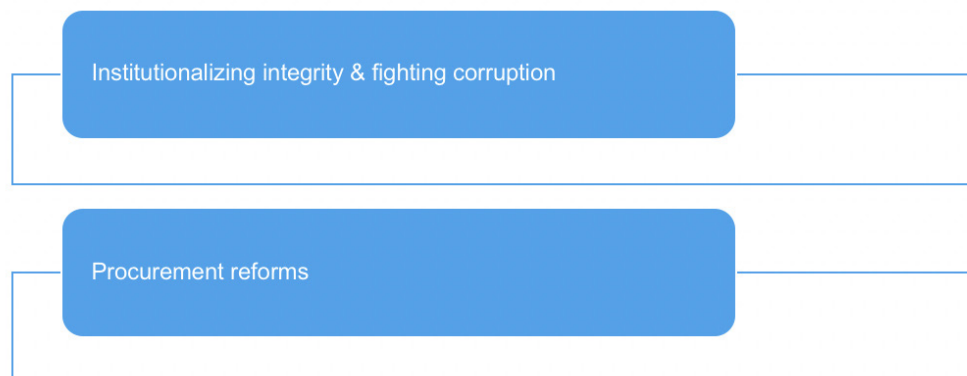 Institutionalizing integrity & fighting corruption
Procurement reforms